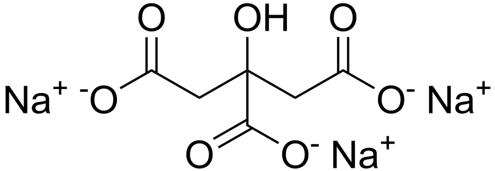 O OH O
Na⁺ ⁻O O⁻ Na⁺
O O⁻ Na⁺